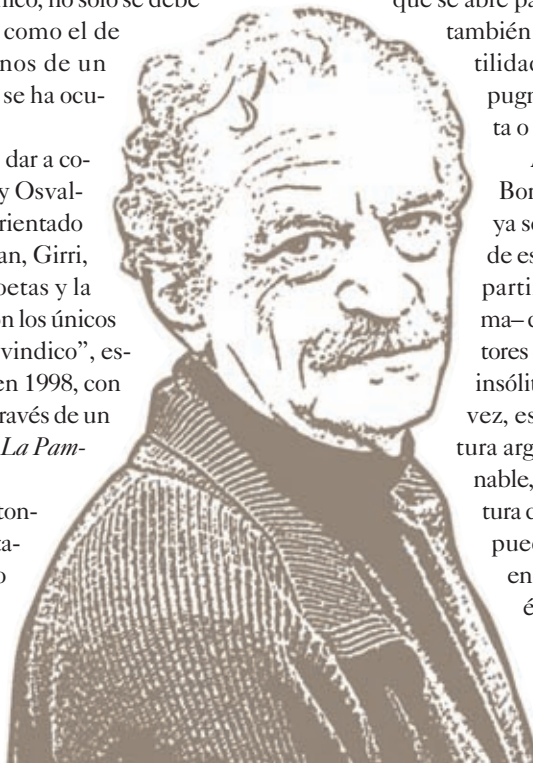 nico, no sólo se debe
como el de
nos de un
se ha ocu-
dar a co-
y Osval-
rientado
an, Girri,
oetas y la
n los únicos
vindico”, es-
en 1998, con
ravés de un
La Pam-
ton-
ta-
o
que se abre pa
también
tilidad
pugn
ta o
Bor
ya se
de es
parti
ma– d
tores
insólit
vez, es
tura arg
nable,
tura d
pued
en
é